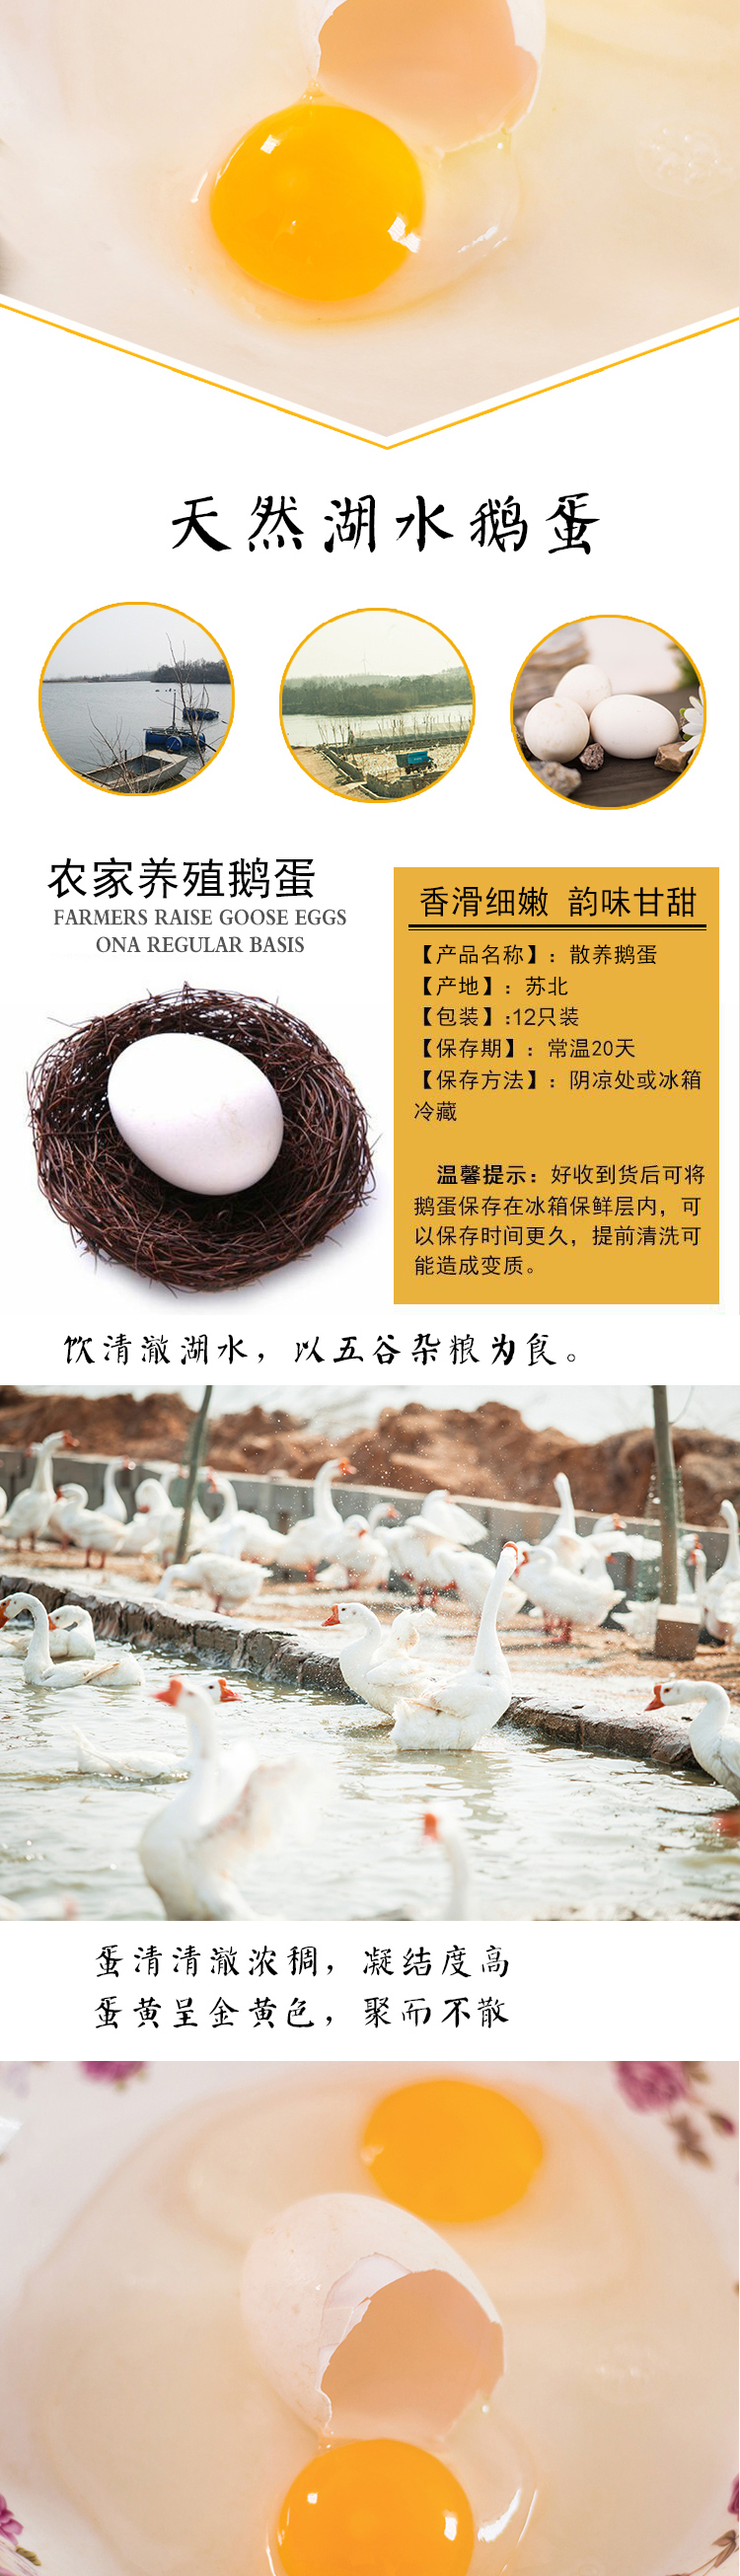 天然湖水鹅蛋
农家养殖鹅蛋
FARMERS RAISE GOOSE EGGS
ONA REGULAR BASIS
香滑细嫩 韵味甘甜
【产品名称】：散养鹅蛋
【产地】：苏北
【包装】:12只装
【保存期】：常温20天
【保存方法】：阴凉处或冰箱
冷藏
温馨提示：好收到货后可将
鹅蛋保存在冰箱保鲜层内，可
以保存时间更久，提前清洗可
能造成变质。
饮清澈湖水，以五谷杂粮为食。
蛋清清澈浓稠，凝结度高
蛋黄呈金黄色，聚而不散